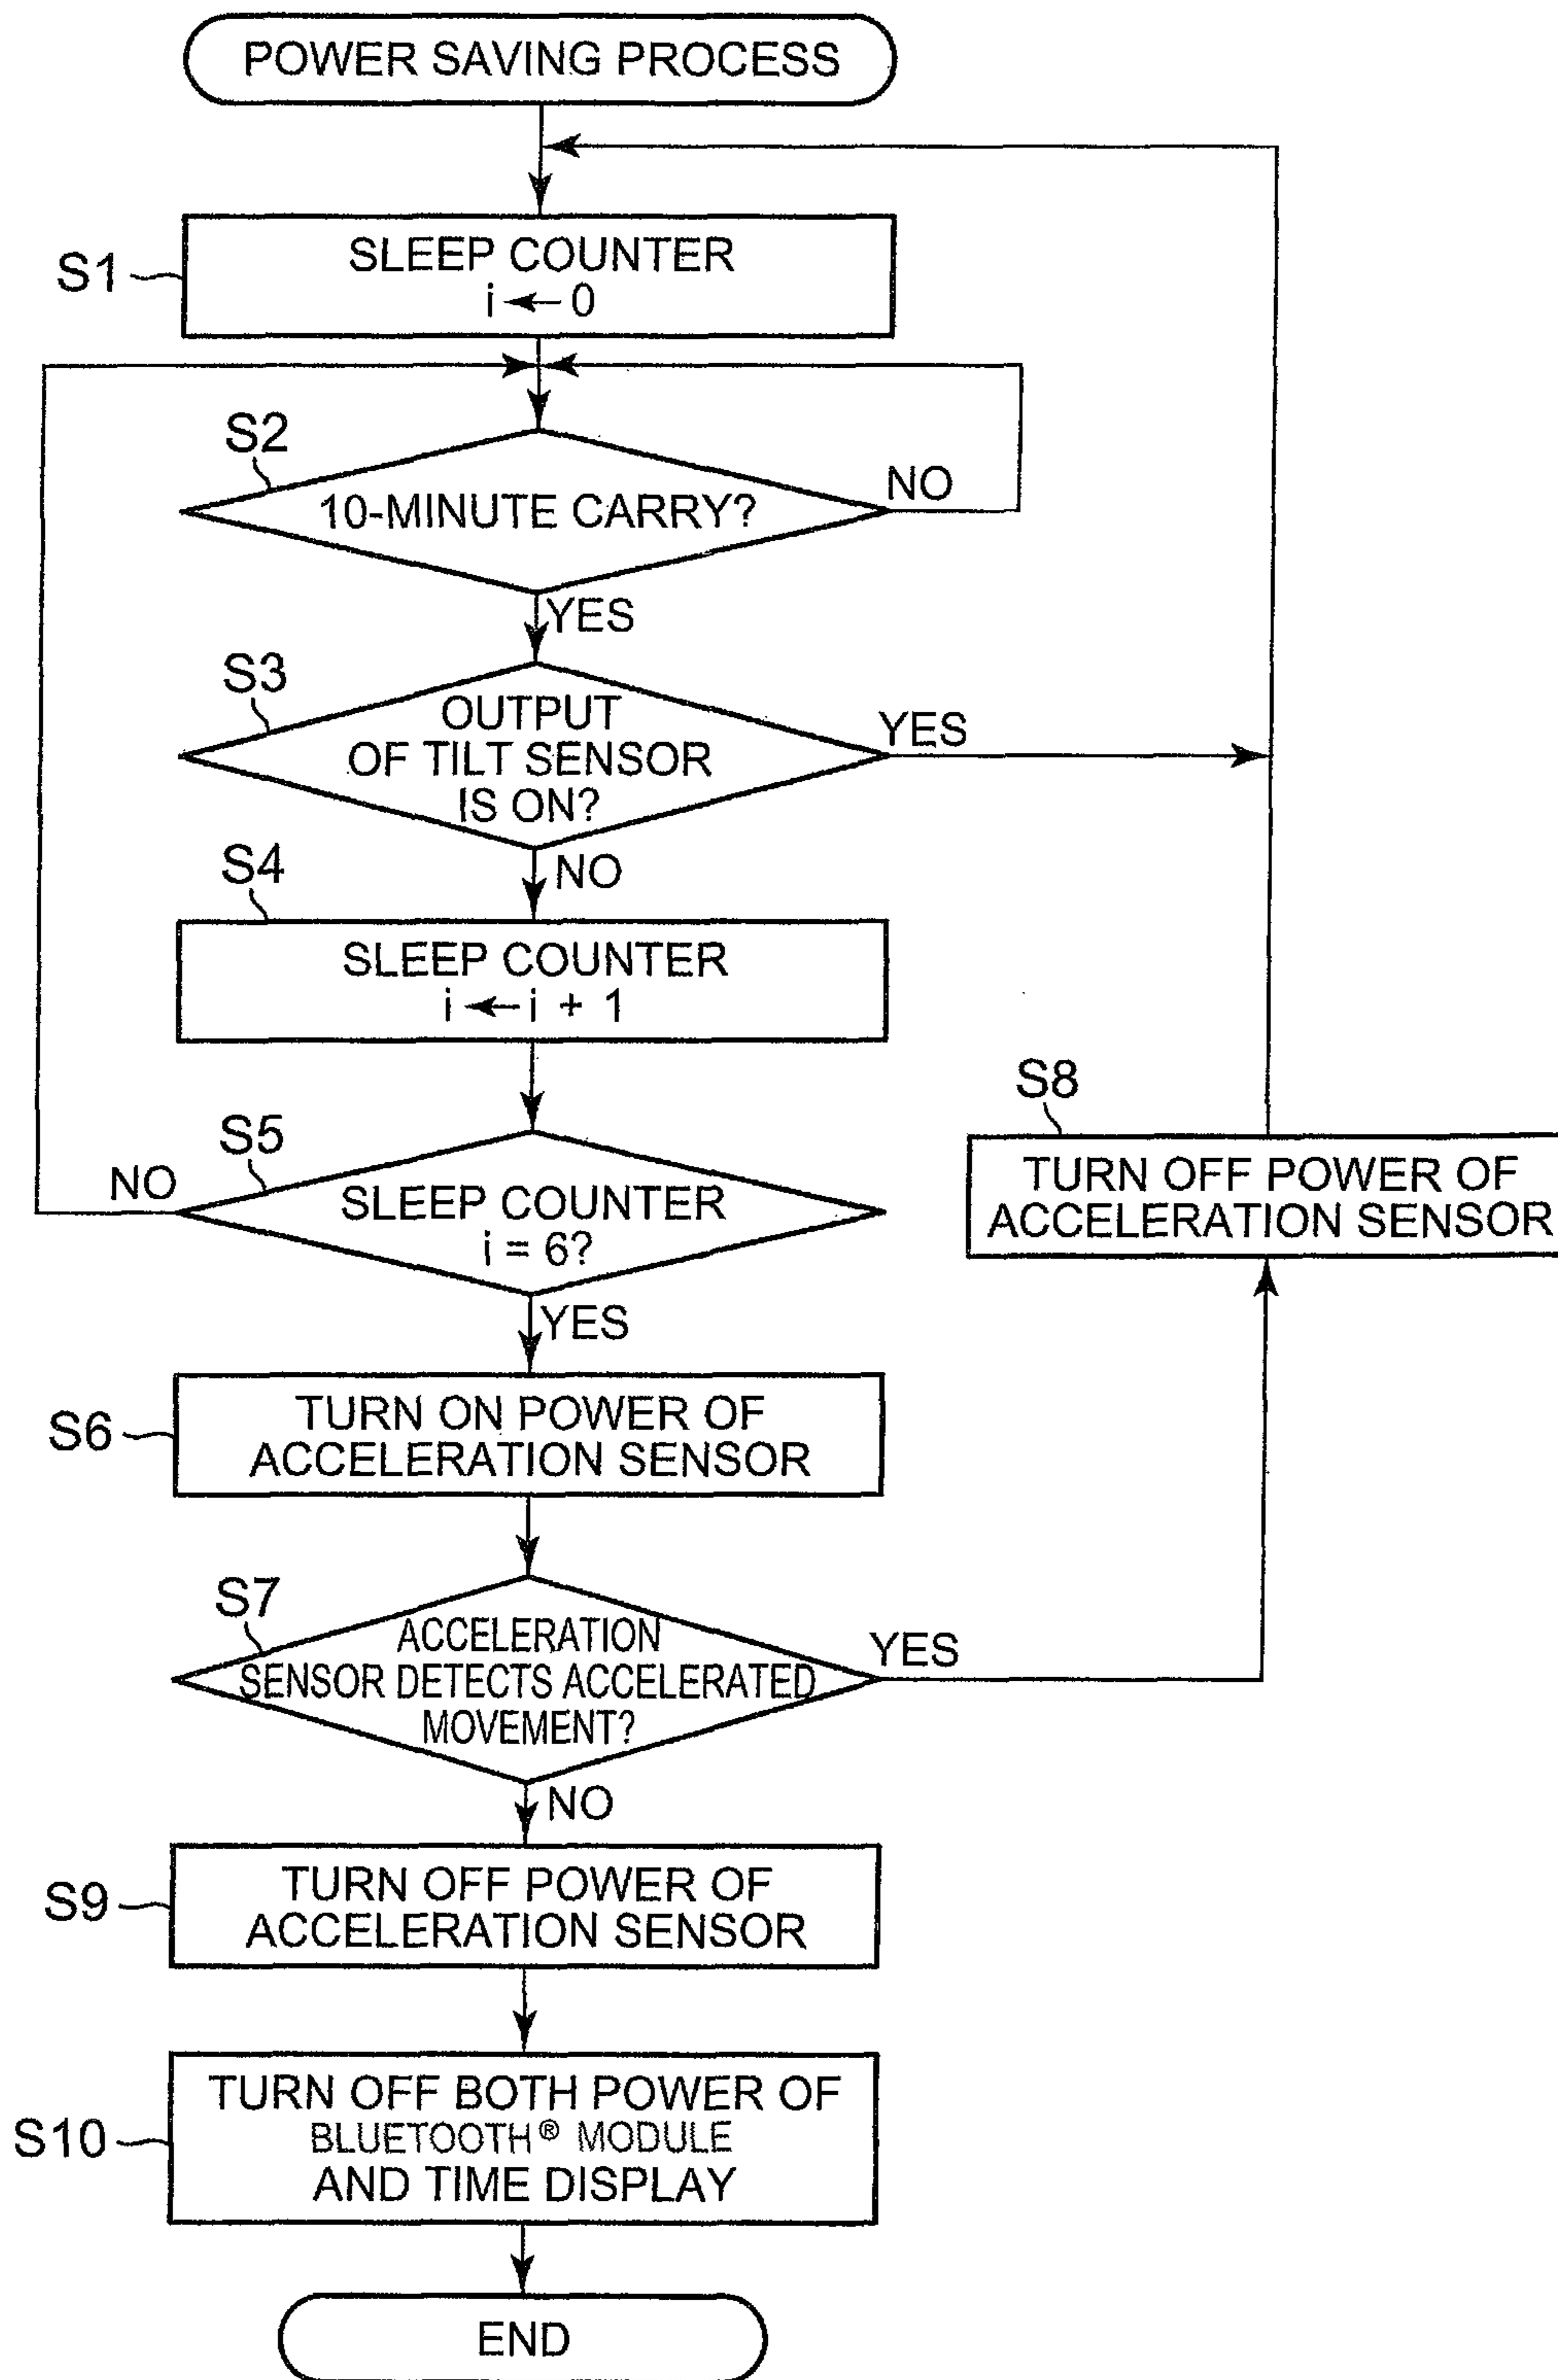 POWER SAVING PROCESS
S1
SLEEP COUNTER
i ← 0
S2
10-MINUTE CARRY?
NO
YES
S3
OUTPUT
OF TILT SENSOR
IS ON?
YES
NO
S4
SLEEP COUNTER
i ← i + 1
S5
SLEEP COUNTER
i = 6?
NO
YES
S8
TURN OFF POWER OF
ACCELERATION SENSOR
S6
TURN ON POWER OF
ACCELERATION SENSOR
S7
ACCELERATION
SENSOR DETECTS ACCELERATED
MOVEMENT?
YES
NO
S9
TURN OFF POWER OF
ACCELERATION SENSOR
S10
TURN OFF BOTH POWER OF
BLUETOOTH® MODULE
AND TIME DISPLAY
END